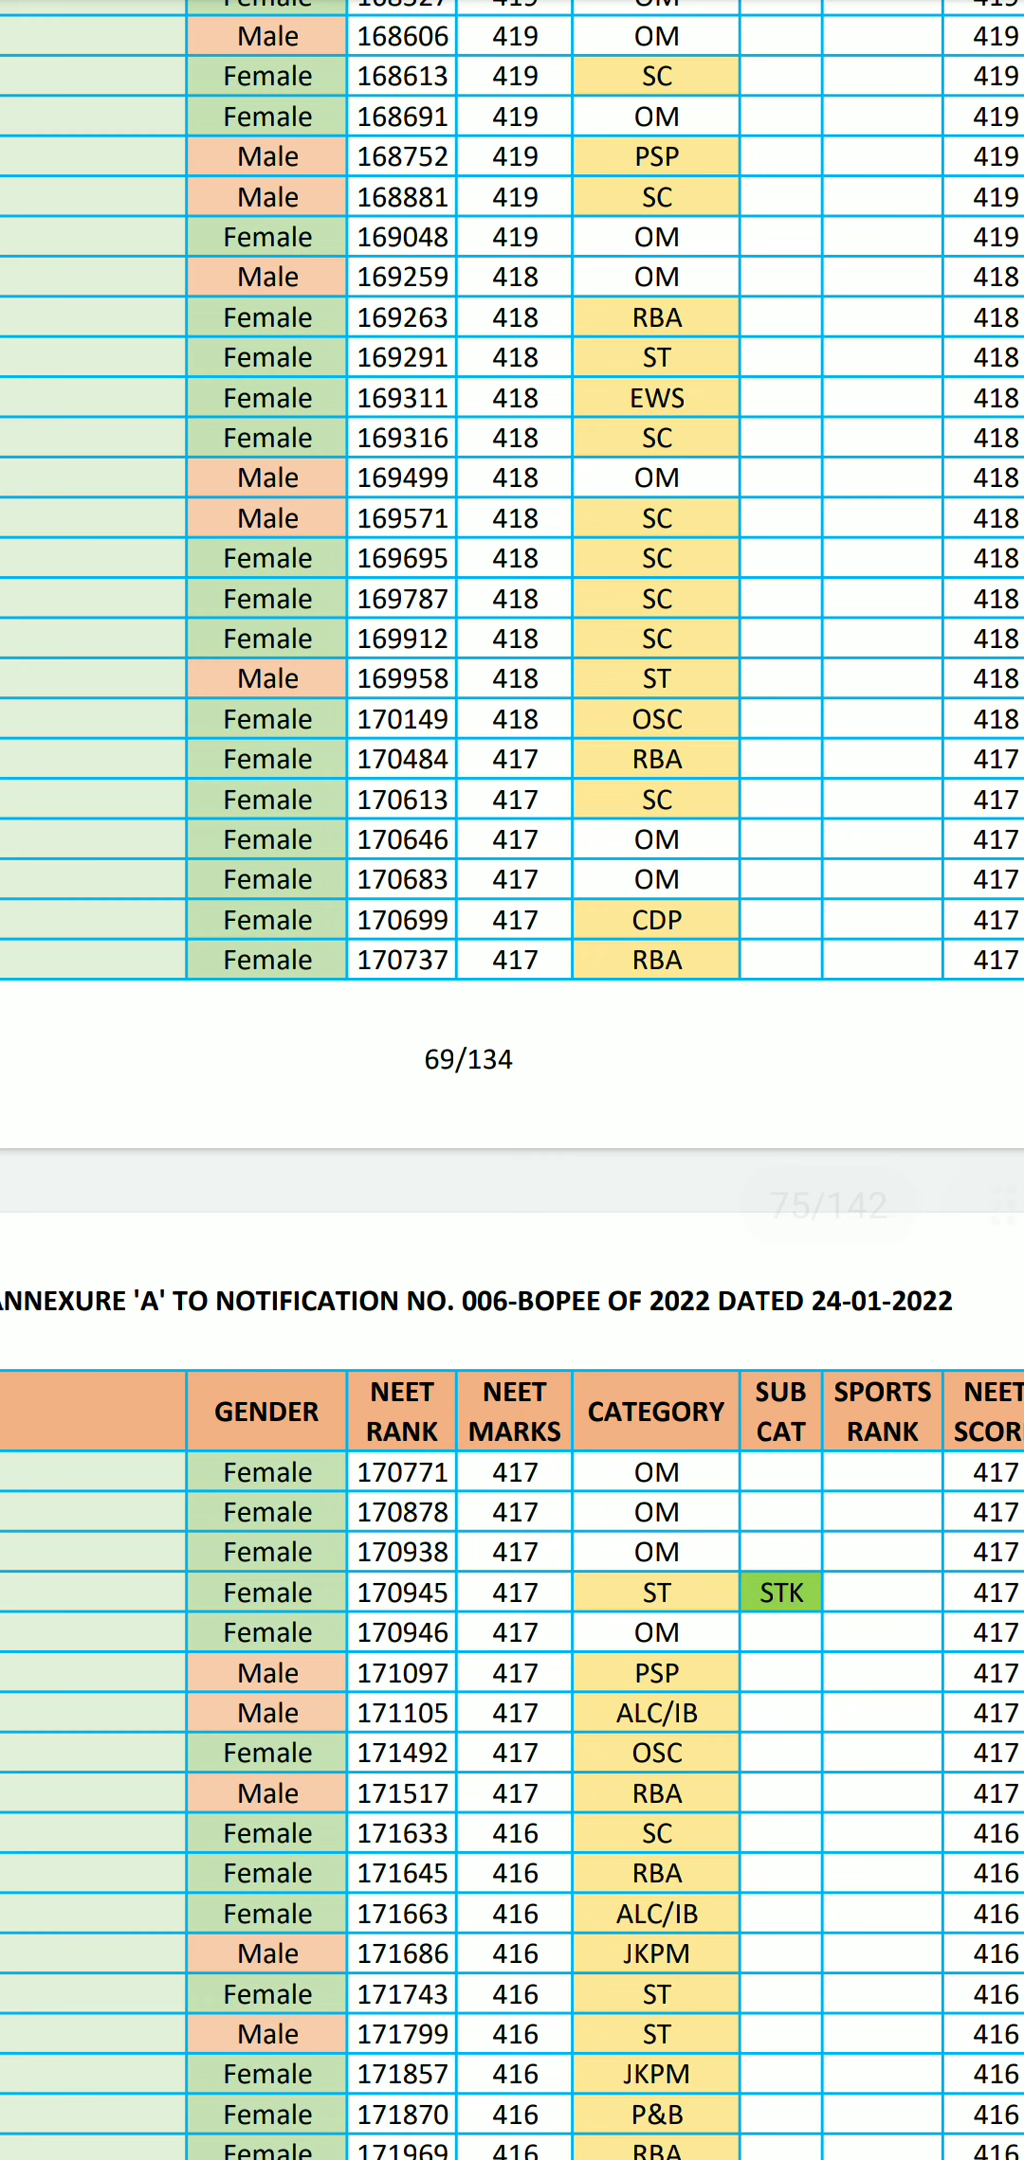 Male 168606 419 OM 419
Female 168613 419 SC 419
Female 168691 419 OM 419
Male 168752 419 PSP 419
Male 168881 419 SC 419
Female 169048 419 OM 419
Male 169259 418 OM 418
Female 169263 418 RBA 418
Female 169291 418 ST 418
Female 169311 418 EWS 418
Female 169316 418 SC 418
Male 169499 418 OM 418
Male 169571 418 SC 418
Female 169695 418 SC 418
Female 169787 418 SC 418
Female 169912 418 SC 418
Male 169958 418 ST 418
Female 170149 418 OSC 418
Female 170484 417 RBA 417
Female 170613 417 SC 417
Female 170646 417 OM 417
Female 170683 417 OM 417
Female 170699 417 CDP 417
Female 170737 417 RBA 417
69/134
75/142
ANNEXURE 'A' TO NOTIFICATION NO. 006-BOPEE OF 2022 DATED 24-01-2022
GENDER NEET RANK NEET MARKS CATEGORY SUB CAT SPORTS RANK NEET SCOR
Female 170771 417 OM 417
Female 170878 417 OM 417
Female 170938 417 OM 417
Female 170945 417 ST STK 417
Female 170946 417 OM 417
Male 171097 417 PSP 417
Male 171105 417 ALC/IB 417
Female 171492 417 OSC 417
Male 171517 417 RBA 417
Female 171633 416 SC 416
Female 171645 416 RBA 416
Female 171663 416 ALC/IB 416
Male 171686 416 JKPM 416
Female 171743 416 ST 416
Male 171799 416 ST 416
Female 171857 416 JKPM 416
Female 171870 416 P&B 416
Female 171969 416 RBA 416